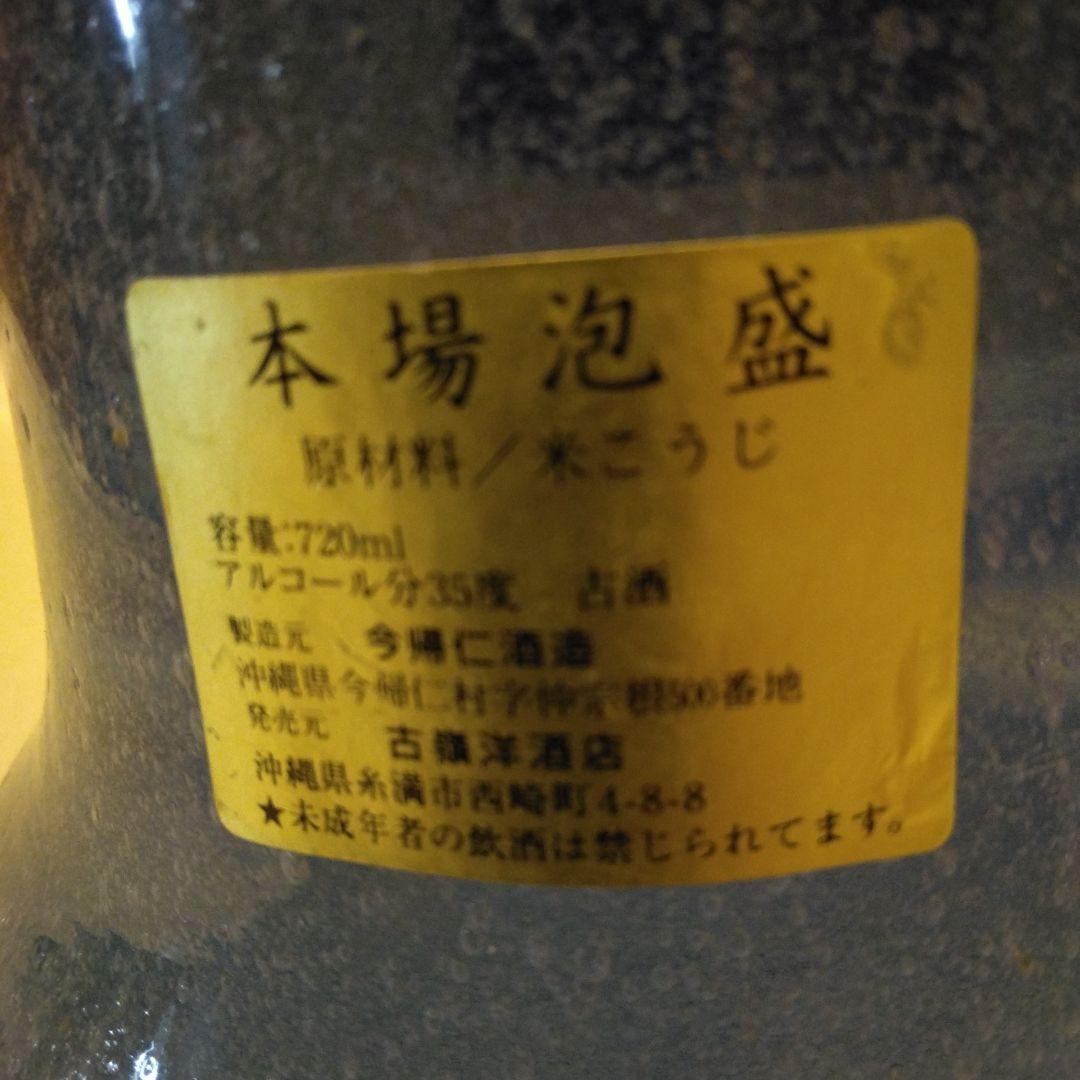 本場泡盛
原材料/米こうじ
容量:720ml
アルコール分35度 古酒
製造元 今帰仁酒造
沖縄県今帰仁村字仲宗根500番地
発売元 古嶺洋酒店
沖縄県糸満市西崎町4-8-8
★未成年者の飲酒は禁じられてます。